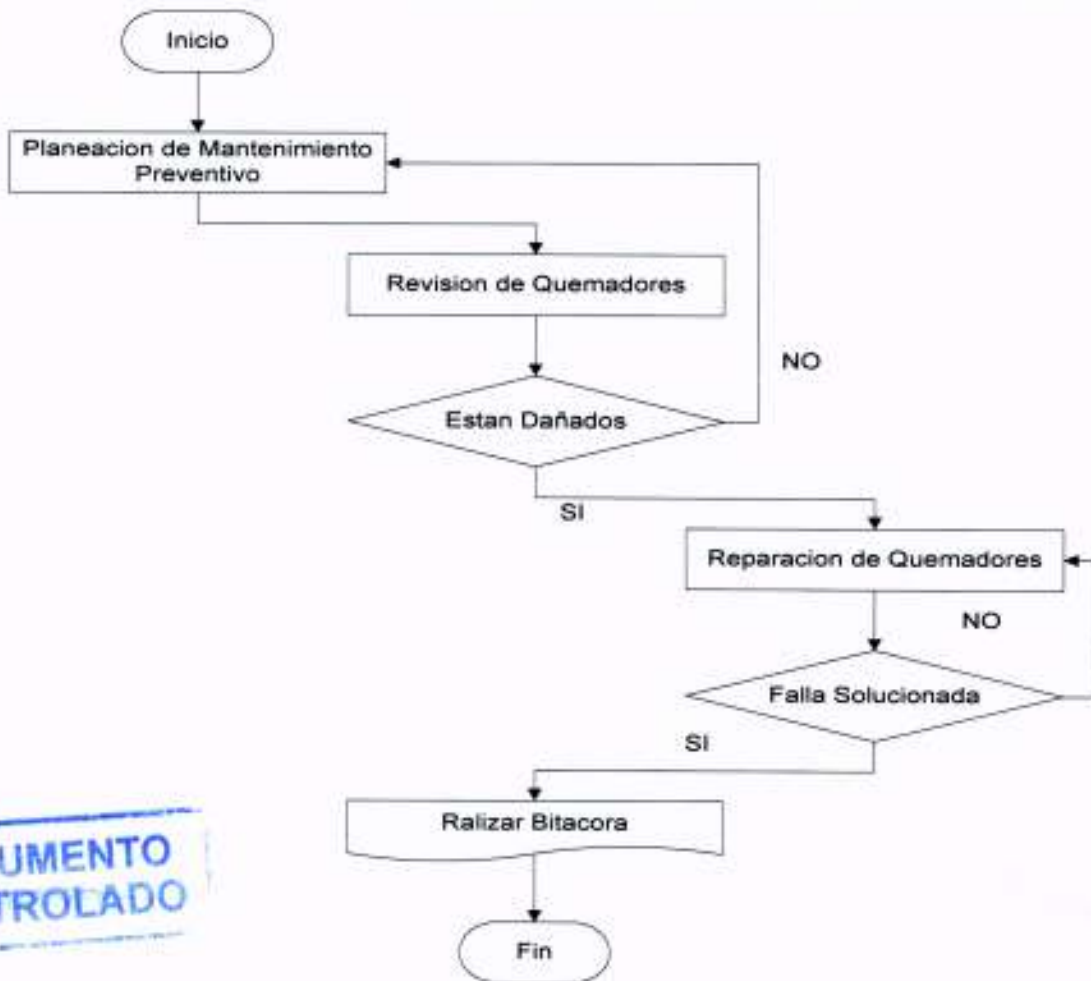 Inicio
Planeacion de Mantenimiento
Preventivo
Revision de Quemadores
NO
Estan Dañados
SI
Reparacion de Quemadores
NO
Falla Solucionada
SI
Ralizar Bitacora
UMENTO
TROLADO
Fin